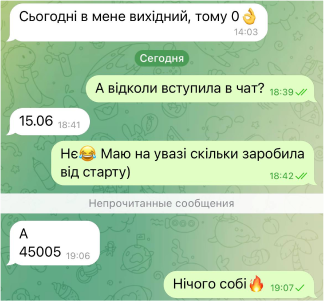 Сьогодні в мене вихідний, тому 0👌
14:03
Сегодня
А відколи вступила в чат? 18:39
15.06 18:41
Нє😂 Маю на увазі скільки заробила
від старту) 18:42
Непрочитанные сообщения
А
45005 19:06
Нічого собі🔥 19:07